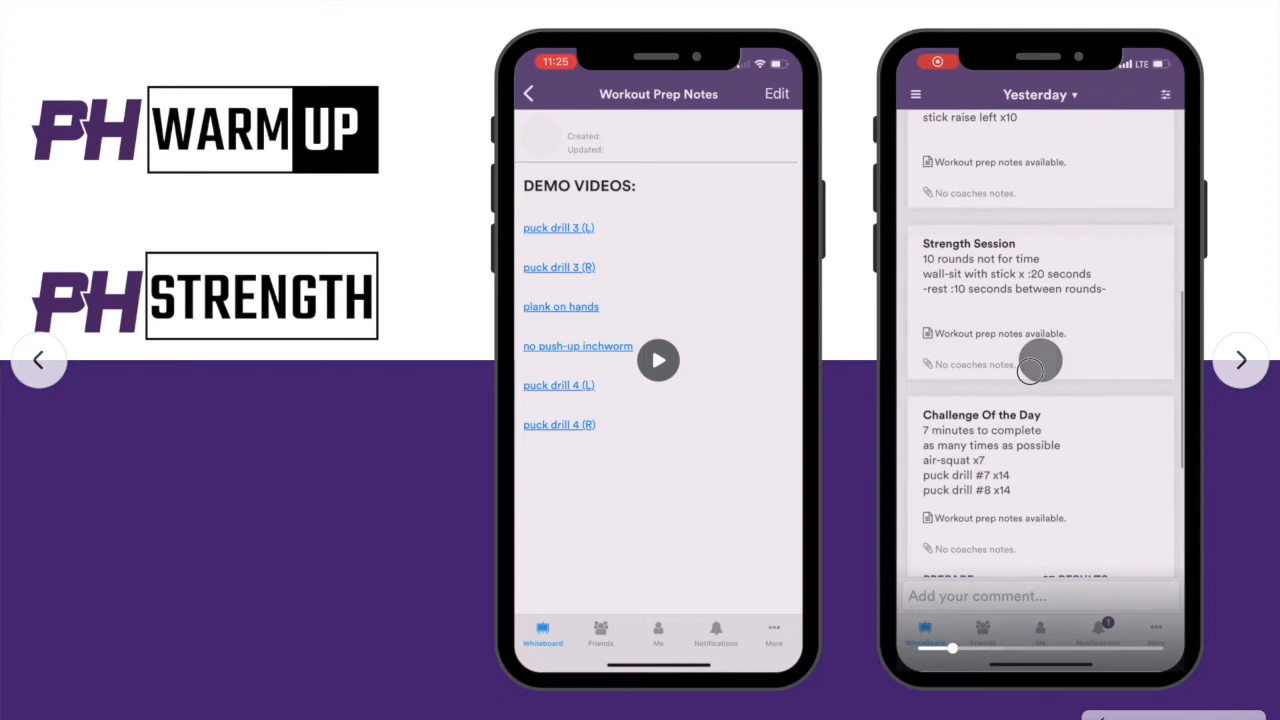 PH WARM UP
PH STRENGTH
11:25
Workout Prep Notes
Edit
Created:
Updated:
DEMO VIDEOS:
puck drill 3 (L)
puck drill 3 (R)
plank on hands
no push-up inchworm
puck drill 4 (L)
puck drill 4 (R)
Whiteboard
Friends
Me
Notifications
More
LTE
Yesterday
stick raise left x10
Workout prep notes available.
No coaches notes.
Strength Session
10 rounds not for time
wall-sit with stick x :20 seconds
-rest :10 seconds between rounds-
Workout prep notes available.
No coaches notes.
Challenge Of the Day
7 minutes to complete
as many times as possible
air-squat x7
puck drill #7 x14
puck drill #8 x14
Workout prep notes available.
No coaches notes.
Add your comment...
Whiteboard
Friends
Me
Notifications
1
More